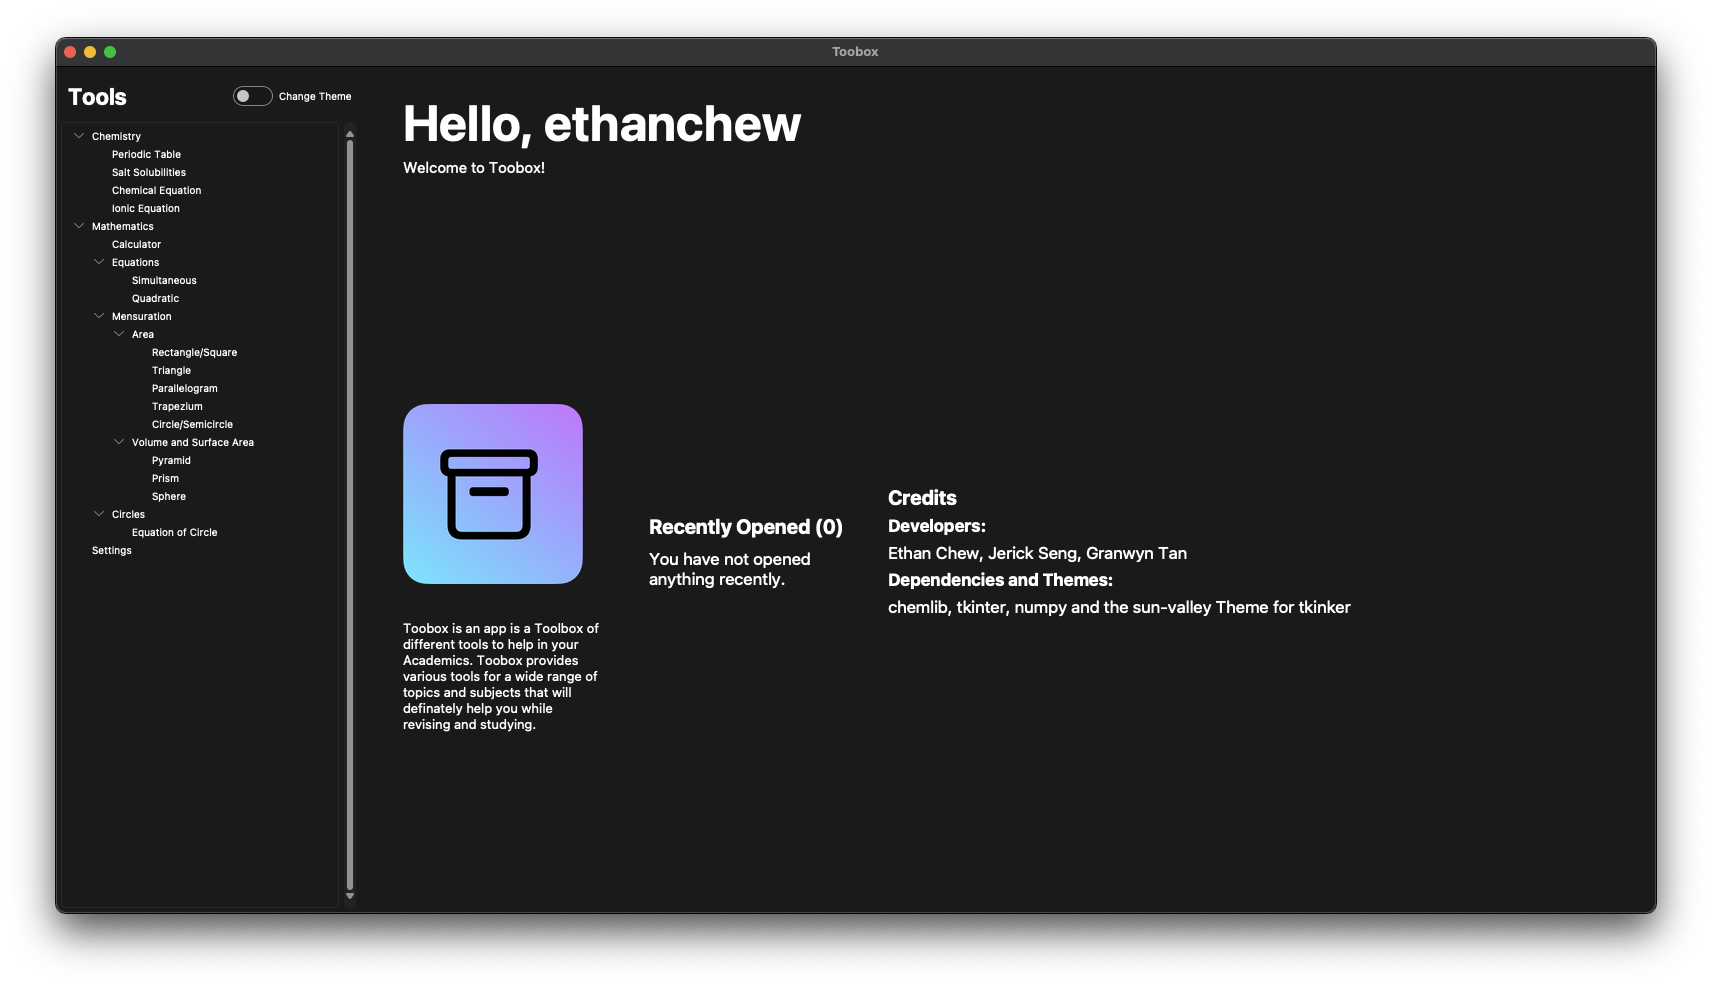 Toobox
Tools
Change Theme
Chemistry
Periodic Table
Salt Solubilities
Chemical Equation
Ionic Equation
Mathematics
Calculator
Equations
Simultaneous
Quadratic
Mensuration
Area
Rectangle/Square
Triangle
Parallelogram
Trapezium
Circle/Semicircle
Volume and Surface Area
Pyramid
Prism
Sphere
Circles
Equation of Circle
Settings
Hello, ethanchew
Welcome to Toobox!
Toobox is an app is a Toolbox of
different tools to help in your
Academics. Toobox provides
various tools for a wide range of
topics and subjects that will
definately help you while
revising and studying.
Recently Opened (0)
You have not opened
anything recently.
Credits
Developers:
Ethan Chew, Jerick Seng, Granwyn Tan
Dependencies and Themes:
chemlib, tkinter, numpy and the sun-valley Theme for tkinker